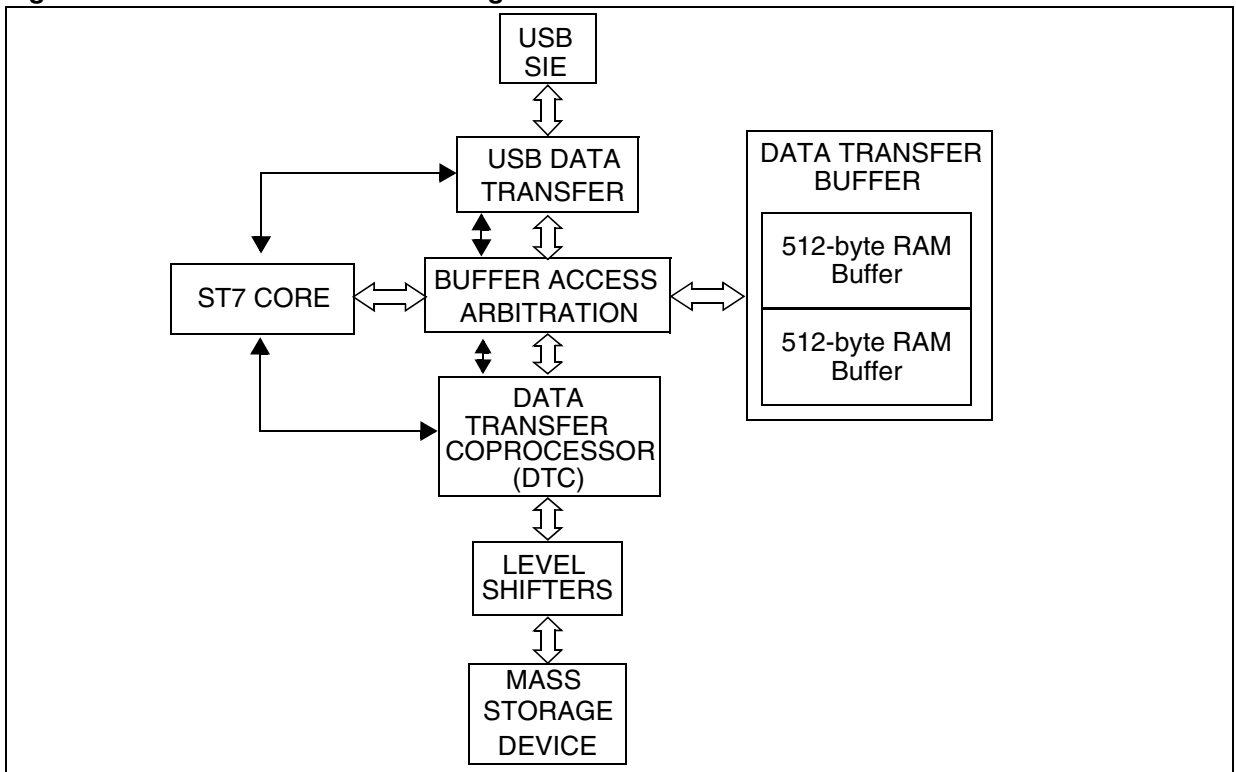 USB
SIE
USB DATA
TRANSFER
DATA TRANSFER
BUFFER
512-byte RAM
Buffer
ST7 CORE
BUFFER ACCESS
ARBITRATION
512-byte RAM
Buffer
DATA
TRANSFER
COPROCESSOR
(DTC)
LEVEL
SHIFTERS
MASS
STORAGE
DEVICE